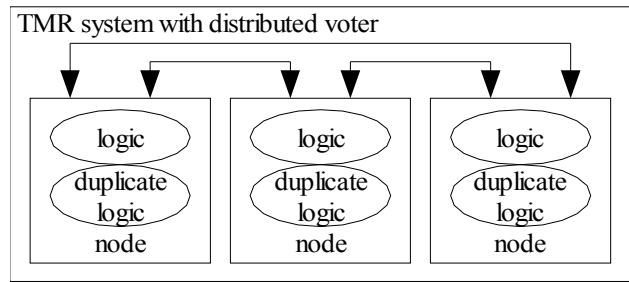 TMR system with distributed voter
logic
duplicate
logic
node
logic
duplicate
logic
node
logic
duplicate
logic
node